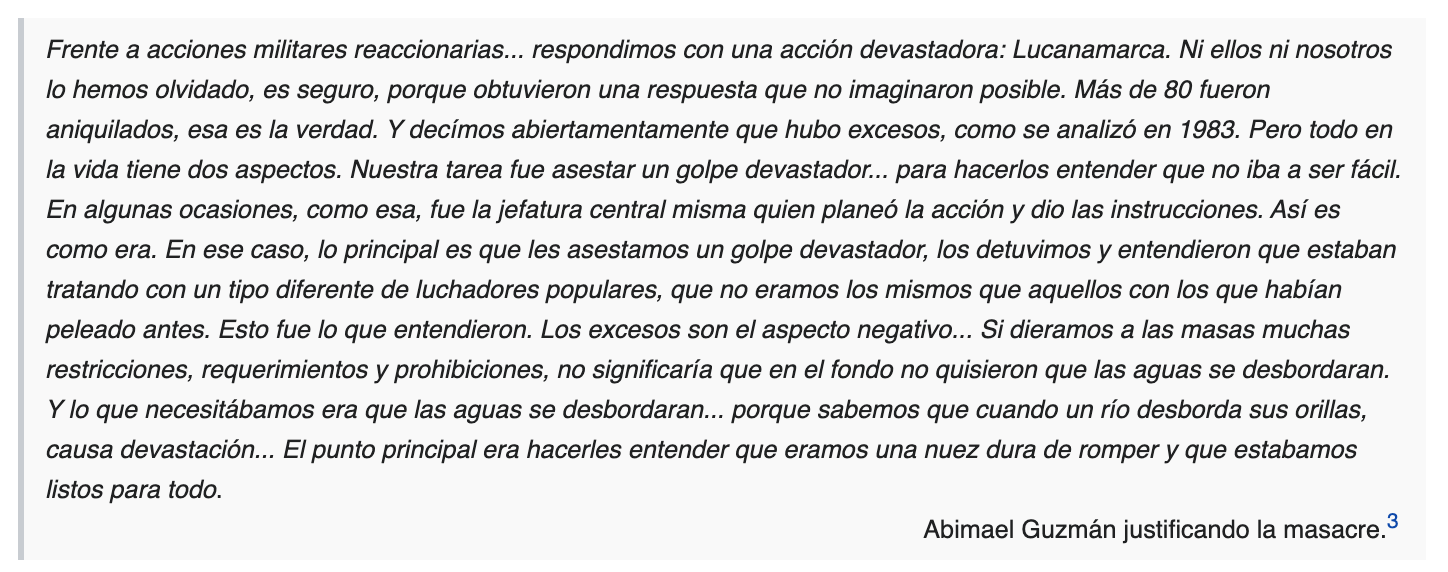 Frente a acciones militares reaccionarias... respondimos con una acción devastadora: Lucanamarca. Ni ellos ni nosotros
lo hemos olvidado, es seguro, porque obtuvieron una respuesta que no imaginaron posible. Más de 80 fueron
aniquilados, esa es la verdad. Y decímos abiertamentamente que hubo excesos, como se analizó en 1983. Pero todo en
la vida tiene dos aspectos. Nuestra tarea fue asestar un golpe devastador... para hacerlos entender que no iba a ser fácil.
En algunas ocasiones, como esa, fue la jefatura central misma quien planeó la acción y dio las instrucciones. Así es
como era. En ese caso, lo principal es que les asestamos un golpe devastador, los detuvimos y entendieron que estaban
tratando con un tipo diferente de luchadores populares, que no eramos los mismos que aquellos con los que habían
peleado antes. Esto fue lo que entendieron. Los excesos son el aspecto negativo... Si dieramos a las masas muchas
restricciones, requerimientos y prohibiciones, no significaría que en el fondo no quisieron que las aguas se desbordaran.
Y lo que necesitábamos era que las aguas se desbordaran... porque sabemos que cuando un río desborda sus orillas,
causa devastación... El punto principal era hacerles entender que eramos una nuez dura de romper y que estabamos
listos para todo.
Abimael Guzmán justificando la masacre.3